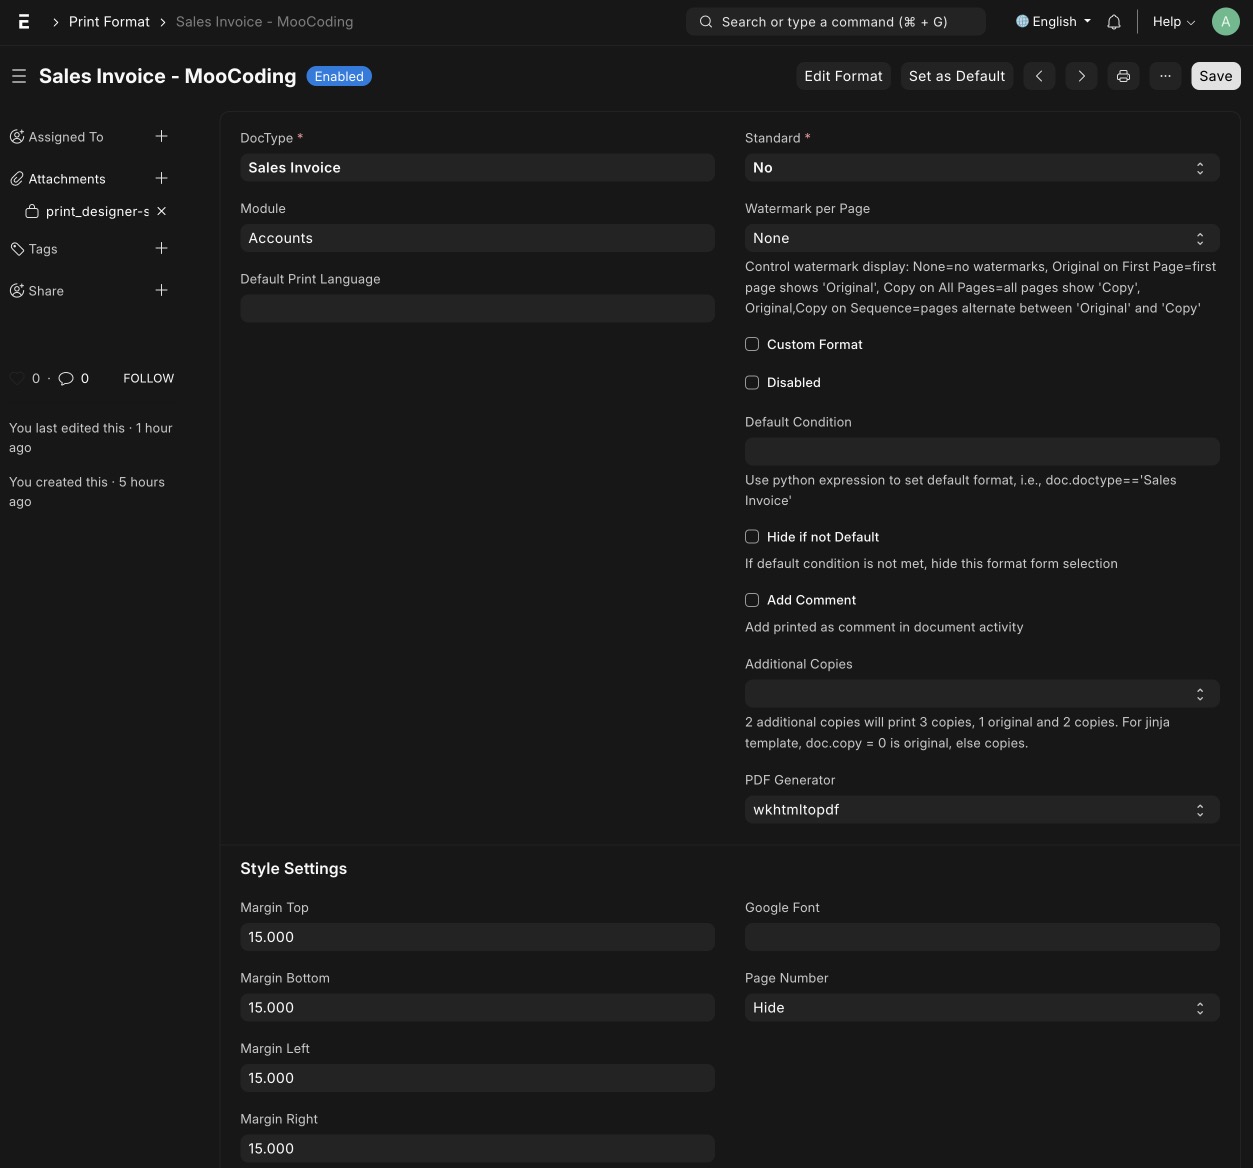 Print Format
Sales Invoice - MooCoding
Search or type a command (⌘ + G)
English
Help
A
Sales Invoice - MooCoding
Enabled
Edit Format
Set as Default
Save
Assigned To
Attachments
print_designer-s
Tags
Share
0 · 0 FOLLOW
You last edited this · 1 hour
ago
You created this · 5 hours
ago
DocType *
Sales Invoice
Module
Accounts
Default Print Language
Standard *
No
Watermark per Page
None
Control watermark display: None=no watermarks, Original on First Page=first
page shows 'Original', Copy on All Pages=all pages show 'Copy',
Original,Copy on Sequence=pages alternate between 'Original' and 'Copy'
Custom Format
Disabled
Default Condition
Use python expression to set default format, i.e., doc.doctype=='Sales
Invoice'
Hide if not Default
If default condition is not met, hide this format form selection
Add Comment
Add printed as comment in document activity
Additional Copies
2 additional copies will print 3 copies, 1 original and 2 copies. For jinja
template, doc.copy = 0 is original, else copies.
PDF Generator
wkhtmltopdf
Style Settings
Margin Top
15.000
Margin Bottom
15.000
Margin Left
15.000
Margin Right
15.000
Google Font
Page Number
Hide